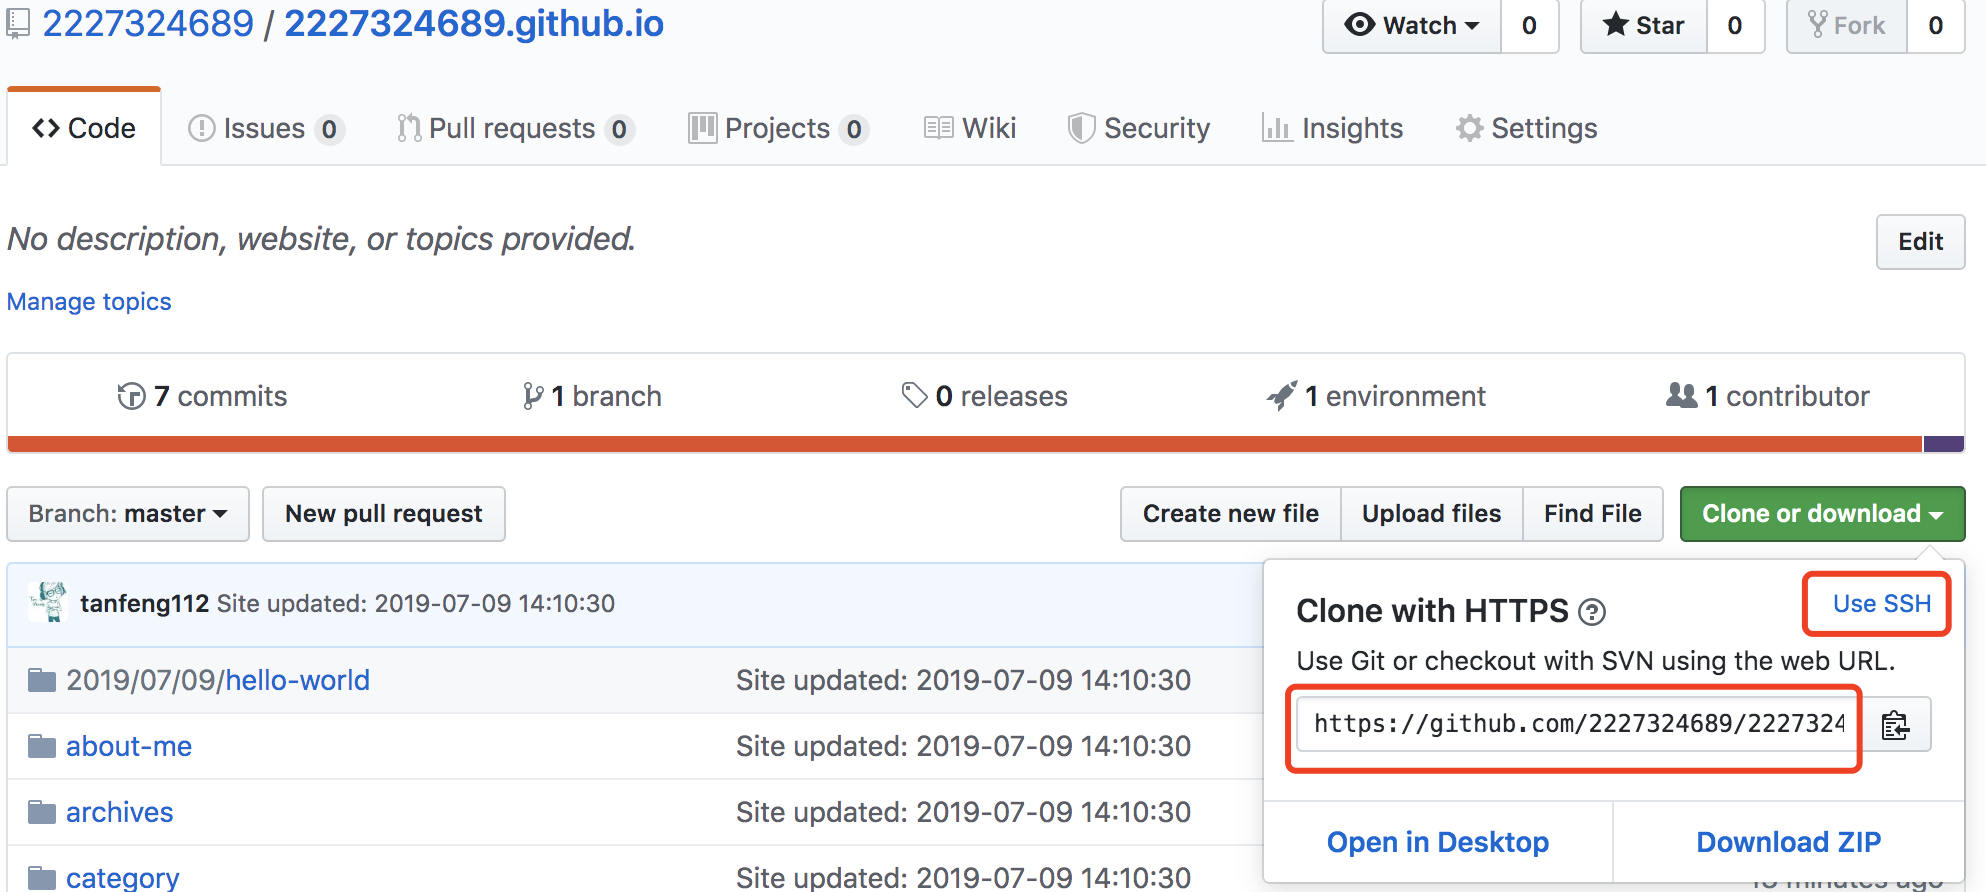 2227324689 / 2227324689.github.io
Watch 0 Star 0 Fork 0
Code Issues 0 Pull requests 0 Projects 0 Wiki Security Insights Settings
No description, website, or topics provided.
Edit
Manage topics
7 commits 1 branch 0 releases 1 environment 1 contributor
Branch: master New pull request Create new file Upload files Find File Clone or download
tanfeng112 Site updated: 2019-07-09 14:10:30
Clone with HTTPS
Use SSH
Use Git or checkout with SVN using the web URL.
https://github.com/2227324689/2227324
Open in Desktop Download ZIP
2019/07/09/hello-world Site updated: 2019-07-09 14:10:30
about-me Site updated: 2019-07-09 14:10:30
archives Site updated: 2019-07-09 14:10:30
category Site updated: 2019-07-09 14:10:30
minutes ago